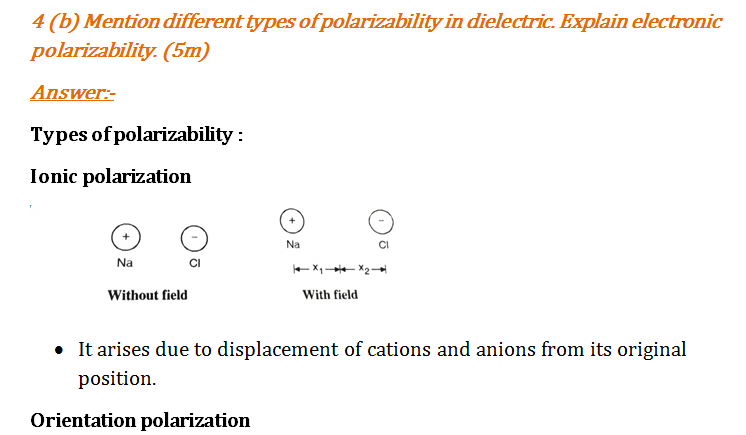 4 (b) Mention different types of polarizability in dielectric. Explain electronic
polarizability. (5m)
Answer:-
Types of polarizability :
Ionic polarization
+ - + -
Na Cl Na Cl
x₁ x₂
Without field With field
• It arises due to displacement of cations and anions from its original
position.
Orientation polarization